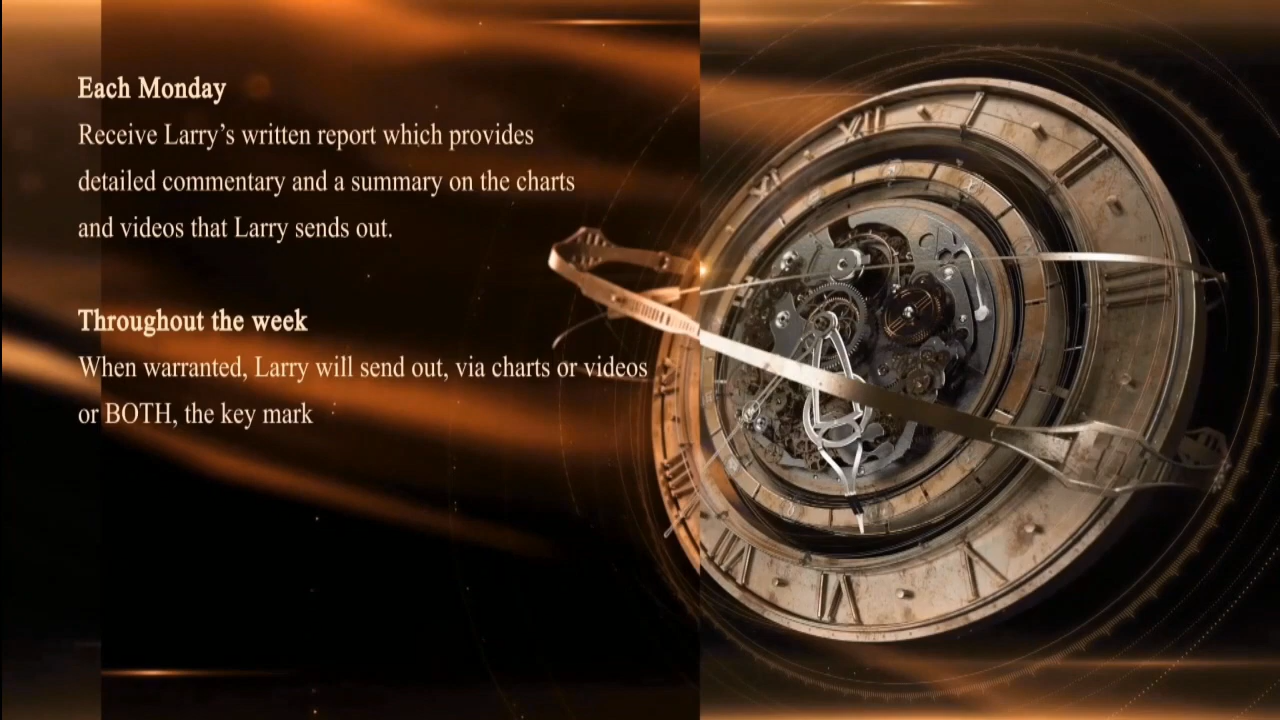 Each Monday
Receive Larry’s written report which provides
detailed commentary and a summary on the charts
and videos that Larry sends out.
Throughout the week
When warranted, Larry will send out, via charts or videos
or BOTH, the key mark